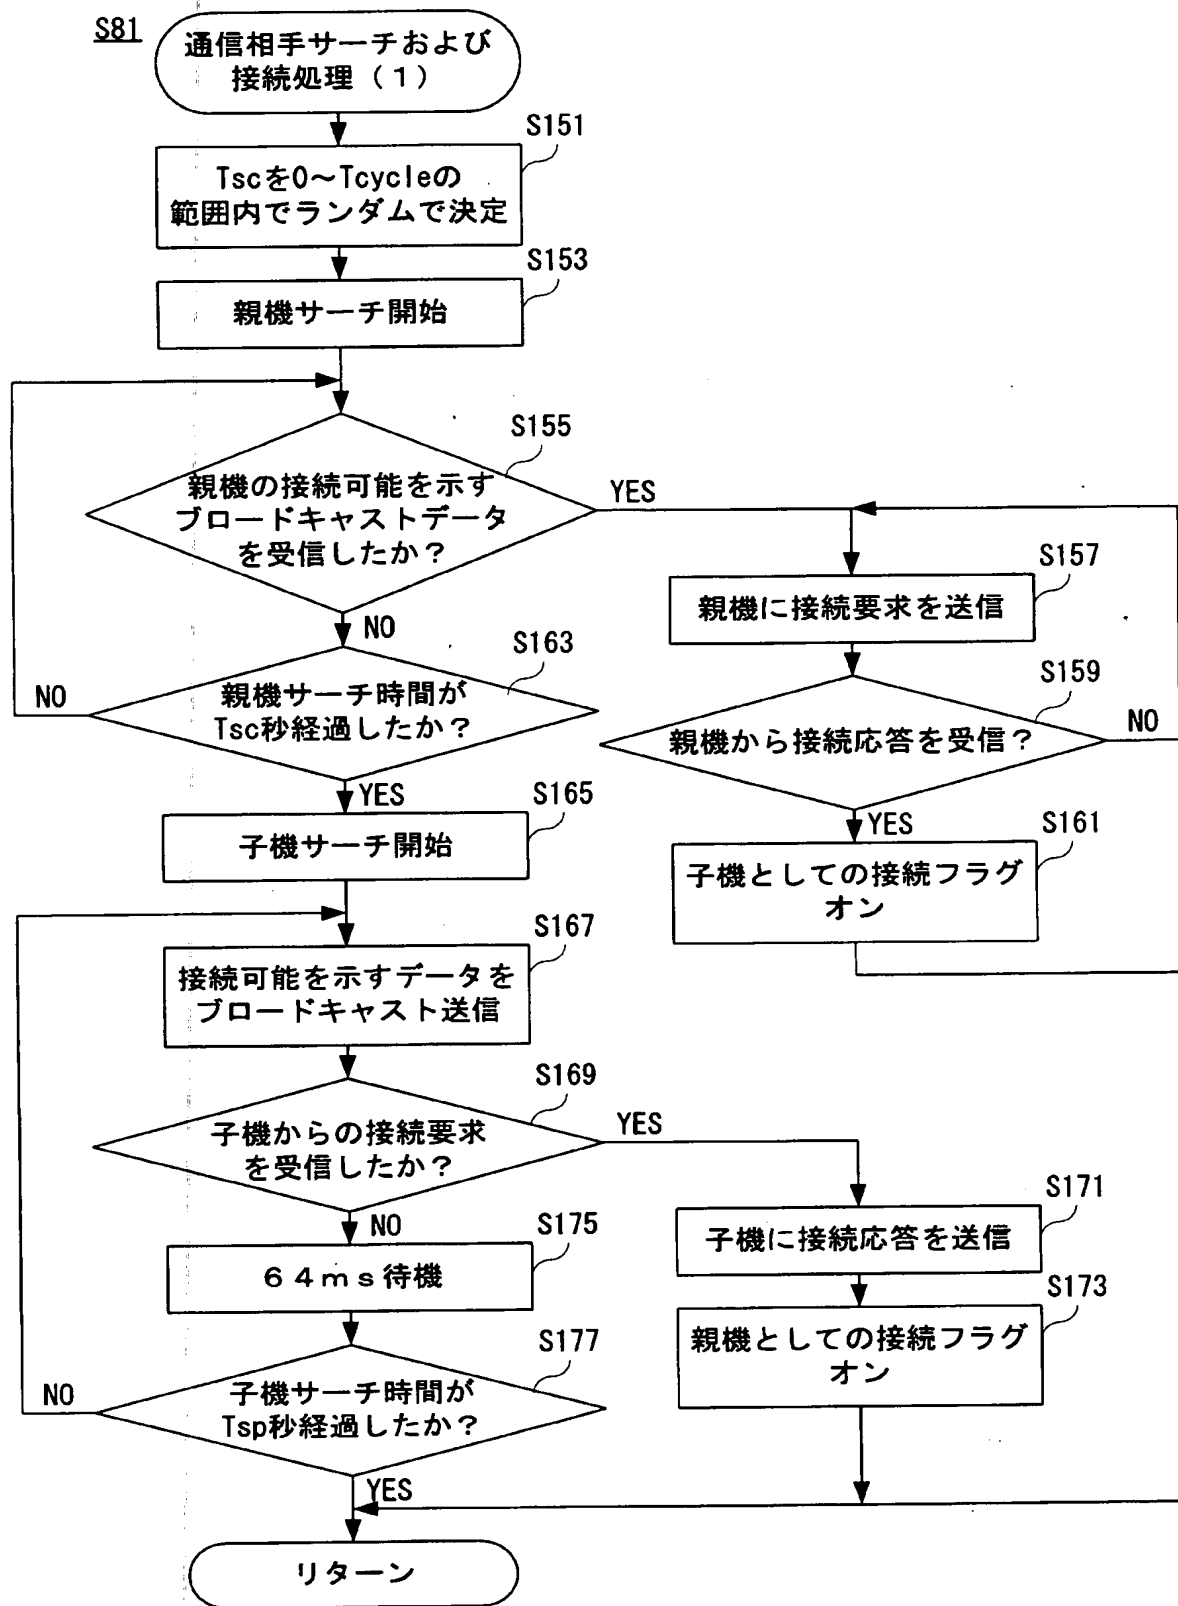 S81
通信相手サーチおよび
接続処理（１）
S151
Tscを0～Tcycleの
範囲内でランダムで決定
S153
親機サーチ開始
S155
親機の接続可能を示す
ブロードキャストデータ
を受信したか？
YES
NO
S157
親機に接続要求を送信
S159
親機から接続応答を受信？
NO
YES
S161
子機としての接続フラグ
オン
S163
親機サーチ時間が
Tsc秒経過したか？
NO
YES
S165
子機サーチ開始
S167
接続可能を示すデータを
ブロードキャスト送信
S169
子機からの接続要求
を受信したか？
YES
NO
S171
子機に接続応答を送信
S173
親機としての接続フラグ
オン
S175
６４ｍｓ待機
S177
子機サーチ時間が
Tsp秒経過したか？
NO
YES
リターン